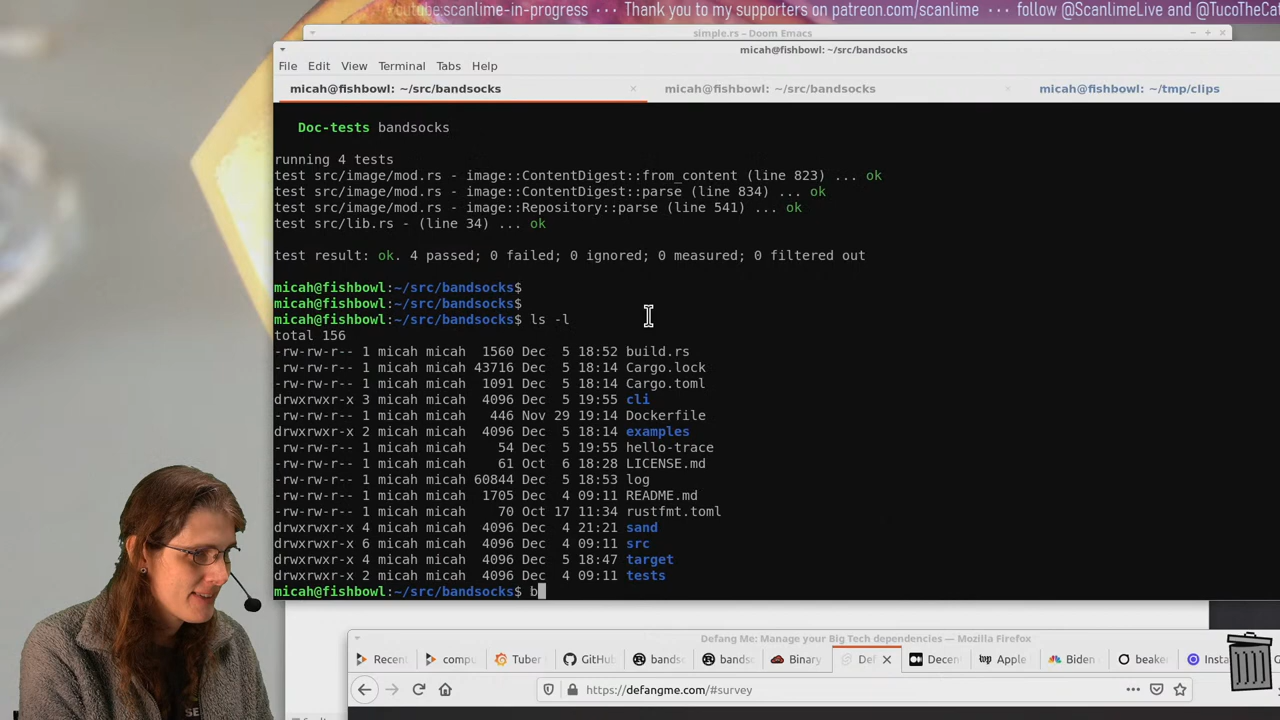 outube:scanlime-in-progress ··· Thank you to my supporters on patreon.com/scanlime ··· follow @ScanlimeLive and @TucoTheCat
simple.rs – Doom Emacs
micah@fishbowl: ~/src/bandsocks
File Edit View Terminal Tabs Help
micah@fishbowl: ~/src/bandsocks × micah@fishbowl: ~/src/bandsocks × micah@fishbowl: ~/tmp/clips
Doc-tests bandsocks
running 4 tests
test src/image/mod.rs - image::ContentDigest::from_content (line 823) ... ok
test src/image/mod.rs - image::ContentDigest::parse (line 834) ... ok
test src/image/mod.rs - image::Repository::parse (line 541) ... ok
test src/lib.rs - (line 34) ... ok
test result: ok. 4 passed; 0 failed; 0 ignored; 0 measured; 0 filtered out
micah@fishbowl:~/src/bandsocks$
micah@fishbowl:~/src/bandsocks$
micah@fishbowl:~/src/bandsocks$ ls -l
total 156
-rw-rw-r-- 1 micah micah 1560 Dec 5 18:52 build.rs
-rw-rw-r-- 1 micah micah 43716 Dec 5 18:14 Cargo.lock
-rw-rw-r-- 1 micah micah 1091 Dec 5 18:14 Cargo.toml
drwxrwxr-x 3 micah micah 4096 Dec 5 19:55 cli
-rw-rw-r-- 1 micah micah 446 Nov 29 19:14 Dockerfile
drwxrwxr-x 2 micah micah 4096 Dec 5 18:14 examples
-rw-rw-r-- 1 micah micah 54 Dec 5 19:55 hello-trace
-rw-rw-r-- 1 micah micah 61 Oct 6 18:28 LICENSE.md
-rw-rw-r-- 1 micah micah 60844 Dec 5 18:53 log
-rw-rw-r-- 1 micah micah 1705 Dec 4 09:11 README.md
-rw-rw-r-- 1 micah micah 70 Oct 17 11:34 rustfmt.toml
drwxrwxr-x 4 micah micah 4096 Dec 4 21:21 sand
drwxrwxr-x 6 micah micah 4096 Dec 4 09:11 src
drwxrwxr-x 4 micah micah 4096 Dec 5 18:47 target
drwxrwxr-x 2 micah micah 4096 Dec 4 09:11 tests
micah@fishbowl:~/src/bandsocks$ b
Defang Me: Manage your Big Tech dependencies — Mozilla Firefox
Recen compu Tuber GitHu bands bands Binary Def Decen Apple Biden beaker Insta
https://defangme.com/#survey